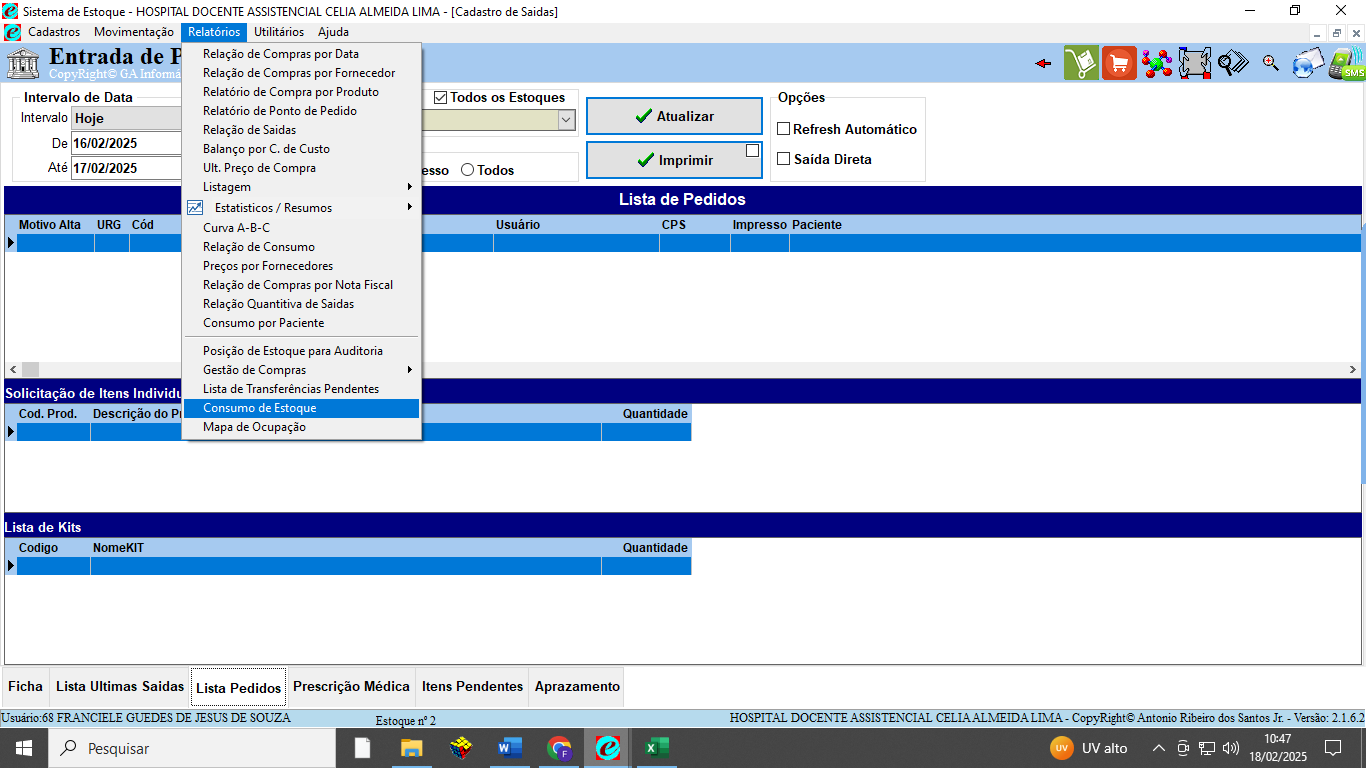 Sistema de Estoque - HOSPITAL DOCENTE ASSISTENCIAL CELIA ALMEIDA LIMA - [Cadastro de Saidas]
Cadastros Movimentação Relatórios Utilitários Ajuda
Entrada de P
CopyRight© GA Informá
SMS
Relação de Compras por Data
Relação de Compras por Fornecedor
Relatório de Compra por Produto
Relatório de Ponto de Pedido
Relação de Saidas
Balanço por C. de Custo
Ult. Preço de Compra
Listagem
Estatisticos / Resumos
Curva A-B-C
Relação de Consumo
Preços por Fornecedores
Relação de Compras por Nota Fiscal
Relação Quantitiva de Saidas
Consumo por Paciente
Posição de Estoque para Auditoria
Gestão de Compras
Lista de Transferências Pendentes
Consumo de Estoque
Mapa de Ocupação
Intervalo de Data
Intervalo Hoje
De 16/02/2025
Até 17/02/2025
Todos os Estoques
esso Todos
Atualizar
Imprimir
Opções
Refresh Automático
Saída Direta
Lista de Pedidos
Motivo Alta URG Cód Usuário CPS Impresso Paciente
Solicitação de Itens Individu
Cod. Prod. Descrição do Pr Quantidade
Lista de Kits
Codigo NomeKIT Quantidade
Ficha Lista Ultimas Saidas Lista Pedidos Prescrição Médica Itens Pendentes Aprazamento
Usuário:68 FRANCIELE GUEDES DE JESUS DE SOUZA Estoque nº 2 HOSPITAL DOCENTE ASSISTENCIAL CELIA ALMEIDA LIMA - CopyRight© Antonio Ribeiro dos Santos Jr. - Versão: 2.1.6.2
Pesquisar
UV UV alto
10:47
18/02/2025